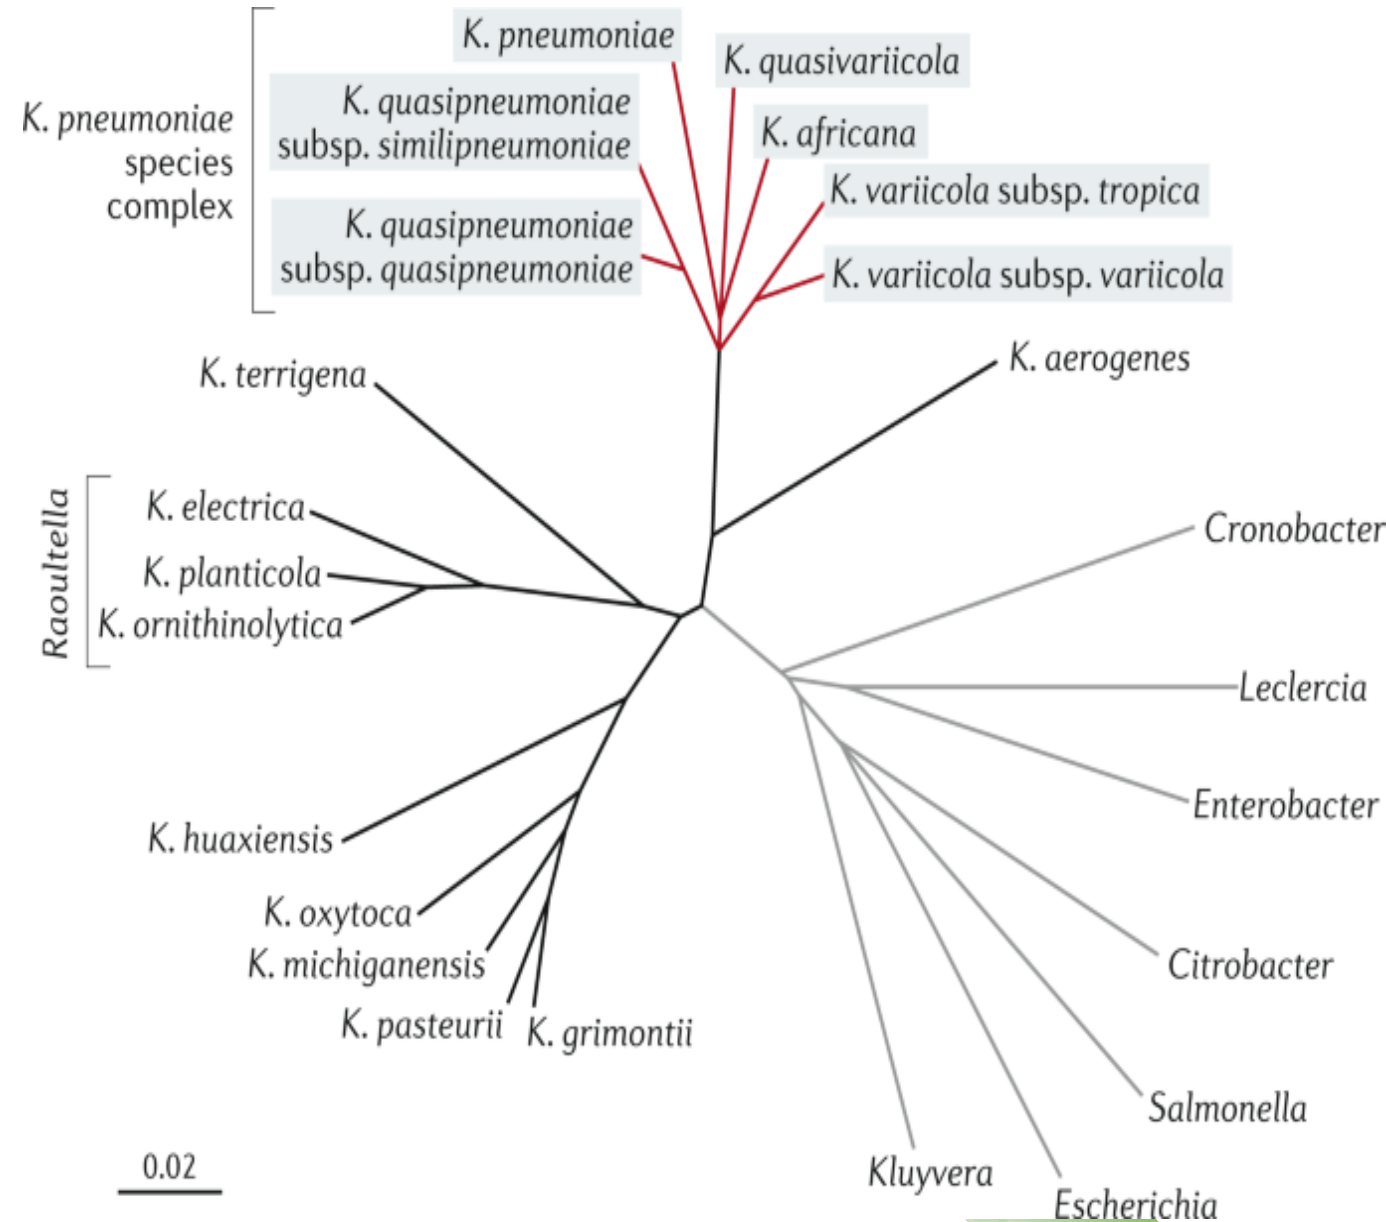 K. pneumoniae
species
complex
K. pneumoniae
K. quasivariicola
K. quasipneumoniae
subsp. similipneumoniae
K. africana
K. variicola subsp. tropica
K. quasipneumoniae
subsp. quasipneumoniae
K. variicola subsp. variicola
K. terrigena
K. aerogenes
Raoultella
K. electrica
K. planticola
K. ornithinolytica
Cronobacter
Leclercia
Enterobacter
K. huaxiensis
K. oxytoca
K. michiganensis
K. pasteurii
K. grimontii
Citrobacter
Salmonella
Kluyvera
Escherichia
0.02